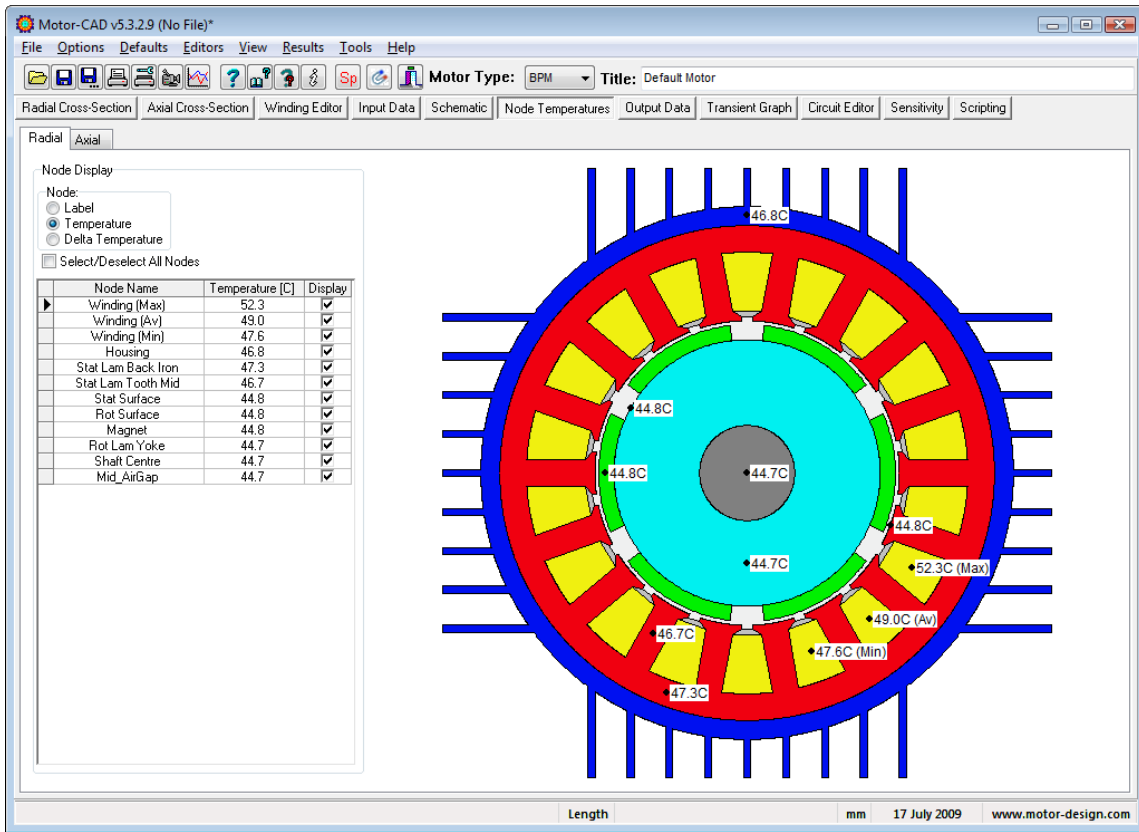 Motor-CAD v5.3.2.9 (No File)*
File Options Defaults Editors View Results Tools Help
Sp Motor Type: BPM Title: Default Motor
Radial Cross-Section Axial Cross-Section Winding Editor Input Data Schematic Node Temperatures Output Data Transient Graph Circuit Editor Sensitivity Scripting
Radial Axial
Node Display
Node:
Label
Temperature
Delta Temperature
Select/Deselect All Nodes
Node Name Temperature [C] Display
Winding (Max) 52.3
Winding (Av) 49.0
Winding (Min) 47.6
Housing 46.8
Stat Lam Back Iron 47.3
Stat Lam Tooth Mid 46.7
Stat Surface 44.8
Rot Surface 44.8
Magnet 44.8
Rot Lam Yoke 44.7
Shaft Centre 44.7
Mid_AirGap 44.7
46.8C
44.8C
44.8C
44.7C
44.8C
44.7C
52.3C (Max)
49.0C (Av)
46.7C
47.6C (Min)
47.3C
Length mm 17 July 2009 www.motor-design.com